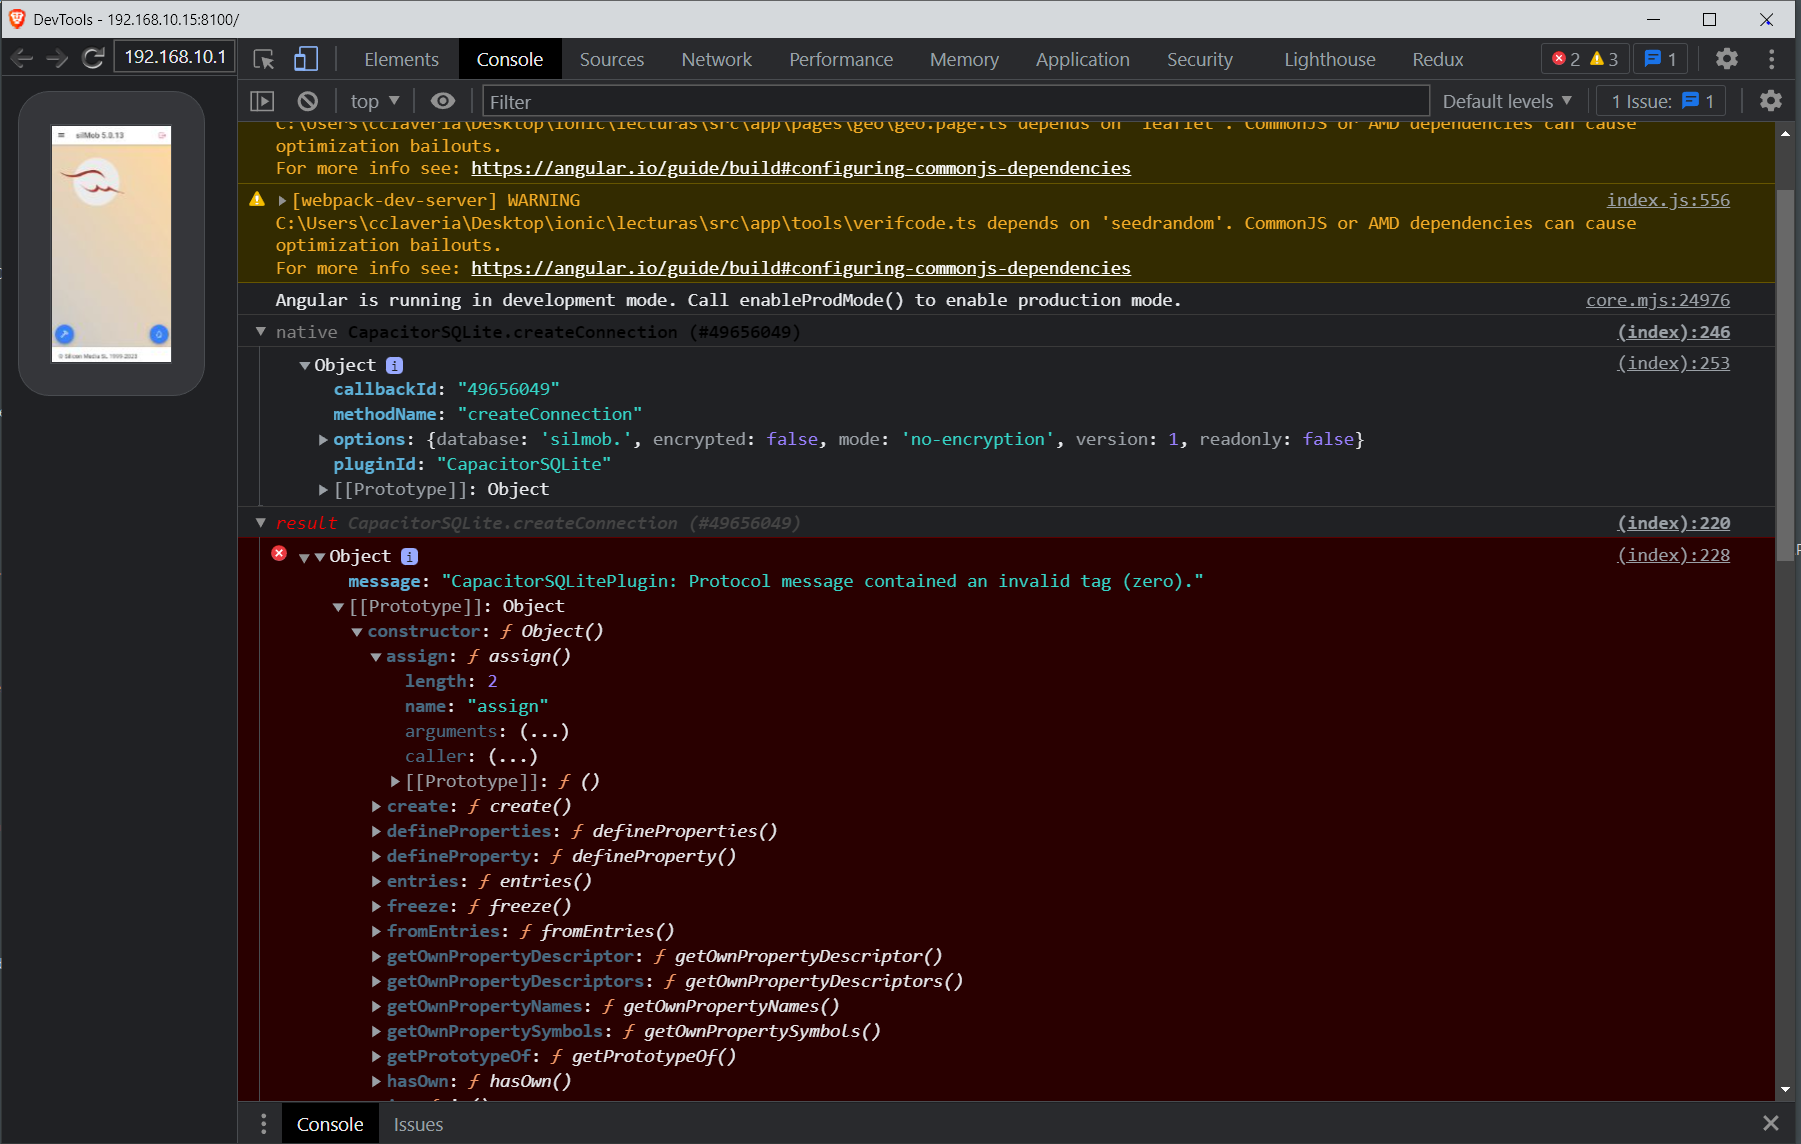 DevTools - 192.168.10.15:8100/
192.168.10.1
Elements Console Sources Network Performance Memory Application Security Lighthouse Redux 2 3 1
top Filter Default levels 1 Issue: 1
silMob 5.0.13
© Silicon Media SL 1999-2023
C:\Users\cclaveria\Desktop\ionic\lecturas\src\app\pages\geo\geo.page.ts depends on 'leaflet'. CommonJS or AMD dependencies can cause
optimization bailouts.
For more info see: https://angular.io/guide/build#configuring-commonjs-dependencies
[webpack-dev-server] WARNING index.js:556
C:\Users\cclaveria\Desktop\ionic\lecturas\src\app\tools\verifcode.ts depends on 'seedrandom'. CommonJS or AMD dependencies can cause
optimization bailouts.
For more info see: https://angular.io/guide/build#configuring-commonjs-dependencies
Angular is running in development mode. Call enableProdMode() to enable production mode. core.mjs:24976
native CapacitorSQLite.createConnection (#49656049) (index):246
Object i (index):253
callbackId: "49656049"
methodName: "createConnection"
options: {database: 'silmob.', encrypted: false, mode: 'no-encryption', version: 1, readonly: false}
pluginId: "CapacitorSQLite"
[[Prototype]]: Object
result CapacitorSQLite.createConnection (#49656049) (index):220
Object i (index):228
message: "CapacitorSQLitePlugin: Protocol message contained an invalid tag (zero)."
[[Prototype]]: Object
constructor: ƒ Object()
assign: ƒ assign()
length: 2
name: "assign"
arguments: (...)
caller: (...)
[[Prototype]]: ƒ ()
create: ƒ create()
defineProperties: ƒ defineProperties()
defineProperty: ƒ defineProperty()
entries: ƒ entries()
freeze: ƒ freeze()
fromEntries: ƒ fromEntries()
getOwnPropertyDescriptor: ƒ getOwnPropertyDescriptor()
getOwnPropertyDescriptors: ƒ getOwnPropertyDescriptors()
getOwnPropertyNames: ƒ getOwnPropertyNames()
getOwnPropertySymbols: ƒ getOwnPropertySymbols()
getPrototypeOf: ƒ getPrototypeOf()
hasOwn: ƒ hasOwn()
Console Issues